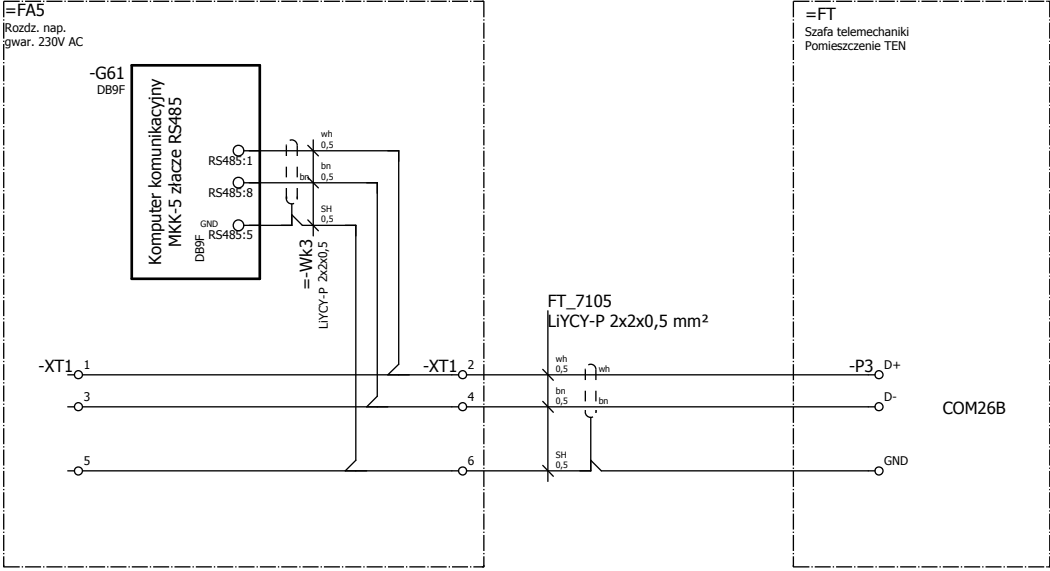 =FA5
Rozdz. nap.
gwar. 230V AC
=FT
Szafa telemechaniki
Pomieszczenie TEN
-G61
DB9F
Komputer komunikacyjny
MKK-5 złacze RS485
DB9F
RS485:1
RS485:8
GND
RS485:5
wh
0,5
bn
0,5
bn
SH
0,5
=-Wk3
LiYCY-P 2x2x0,5
FT_7105
LiYCY-P 2x2x0,5 mm²
-XT1 1
-XT1 2
wh
0,5
wh
-P3 D+
3
4
bn
0,5
bn
D-
COM26B
5
6
SH
0,5
GND